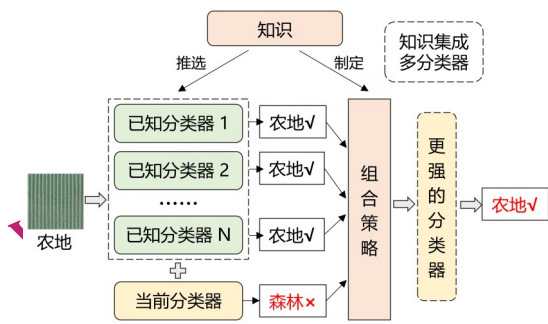 知识
知识集成
多分类器
推选
制定
已知分类器 1
农地√
已知分类器 2
农地√
……
已知分类器 N
农地√
农地
当前分类器
森林×
组
合
策
略
更
强
的
分
类
器
农地√